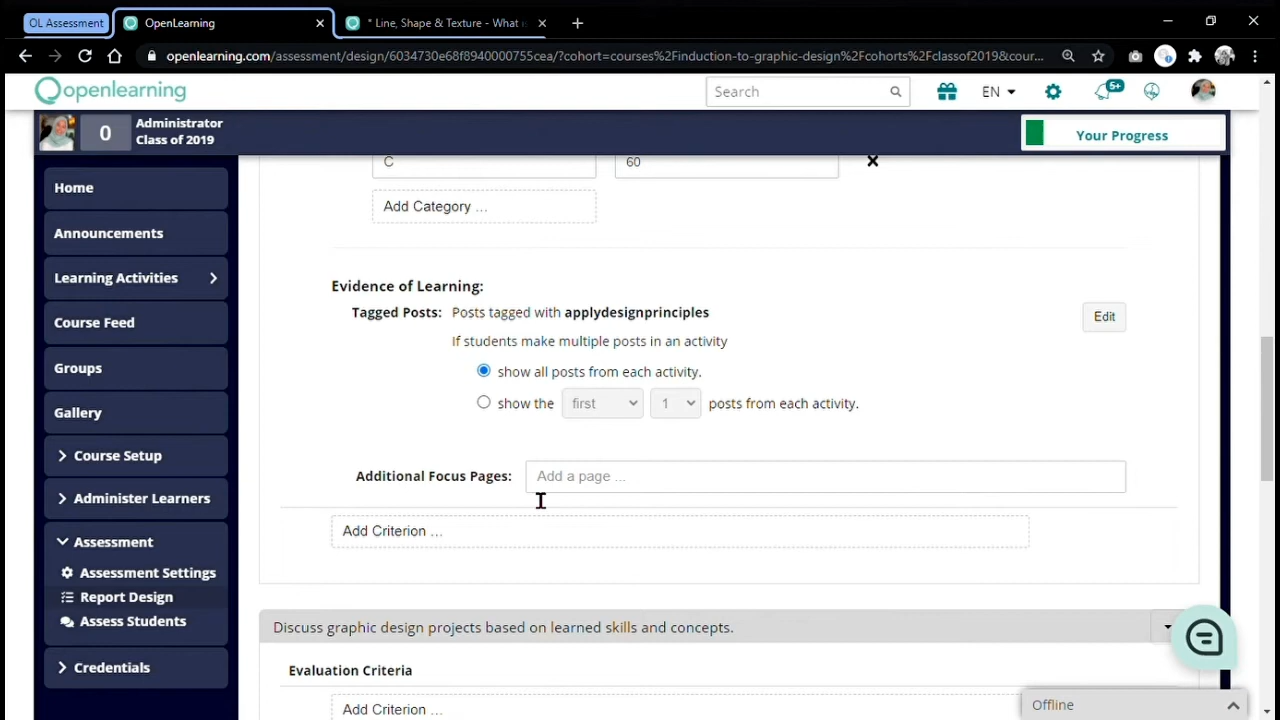 OL Assessment
OpenLearning
* Line, Shape & Texture - What i
openlearning.com/assessment/design/6034730e68f8940000755cea/?cohort=courses%2Finduction-to-graphic-design%2Fcohorts%2Fclassof2019&cour...
openlearning
Search
EN
5+
0
Administrator
Class of 2019
Your Progress
Home
Announcements
Learning Activities
Course Feed
Groups
Gallery
Course Setup
Administer Learners
Assessment
Assessment Settings
Report Design
Assess Students
Credentials
C
60
Add Category ...
Evidence of Learning:
Tagged Posts: Posts tagged with applydesignprinciples
Edit
If students make multiple posts in an activity
show all posts from each activity.
show the first 1 posts from each activity.
Additional Focus Pages: Add a page ...
Add Criterion ...
Discuss graphic design projects based on learned skills and concepts.
Evaluation Criteria
Add Criterion ...
Offline